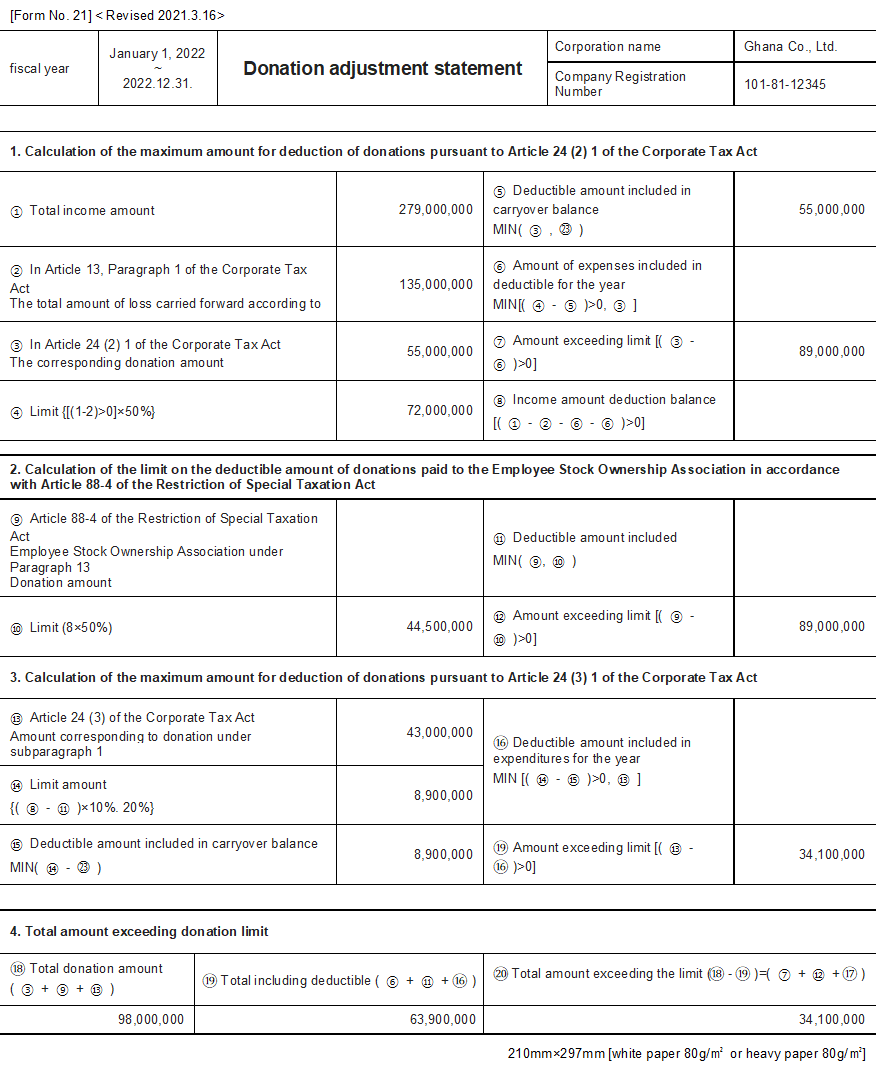 [Form No. 21] < Revised 2021.3.16>
fiscal year
January 1, 2022
~
2022.12.31.
Donation adjustment statement
Corporation name
Ghana Co., Ltd.
Company Registration
Number
101-81-12345
1. Calculation of the maximum amount for deduction of donations pursuant to Article 24 (2) 1 of the Corporate Tax Act
① Total income amount
279,000,000
⑤ Deductible amount included in
carryover balance
MIN( ③ , ㉓ )
55,000,000
② In Article 13, Paragraph 1 of the Corporate Tax
Act
The total amount of loss carried forward according to
135,000,000
⑥ Amount of expenses included in
deductible for the year
MIN[( ④ - ⑤ )>0, ③ ]
③ In Article 24 (2) 1 of the Corporate Tax Act
The corresponding donation amount
55,000,000
⑦ Amount exceeding limit [( ③ -
⑥ )>0]
89,000,000
④ Limit {[(1-2)>0]×50%}
72,000,000
⑧ Income amount deduction balance
[( ① - ② - ⑥ - ⑥ )>0]
2. Calculation of the limit on the deductible amount of donations paid to the Employee Stock Ownership Association in accordance
with Article 88-4 of the Restriction of Special Taxation Act
⑨ Article 88-4 of the Restriction of Special Taxation
Act
Employee Stock Ownership Association under
Paragraph 13
Donation amount
⑪ Deductible amount included
MIN( ⑨, ⑩ )
⑩ Limit (8×50%)
44,500,000
⑫ Amount exceeding limit [( ⑨ -
⑩ )>0]
89,000,000
3. Calculation of the maximum amount for deduction of donations pursuant to Article 24 (3) 1 of the Corporate Tax Act
⑬ Article 24 (3) of the Corporate Tax Act
Amount corresponding to donation under
subparagraph 1
43,000,000
⑯ Deductible amount included in
expenditures for the year
MIN [( ⑭ - ⑮ )>0, ⑬ ]
⑭ Limit amount
{( ⑧ - ⑪ )×10%. 20%}
8,900,000
⑮ Deductible amount included in carryover balance
MIN( ⑭ - ㉓ )
8,900,000
⑲ Amount exceeding limit [( ⑬ -
⑯ )>0]
34,100,000
4. Total amount exceeding donation limit
⑱ Total donation amount
( ③ + ⑨ + ⑬ )
⑲ Total including deductible ( ⑥ + ⑪ +⑯ )
⑳ Total amount exceeding the limit (⑱ - ⑲ )=( ⑦ + ⑫ +⑰ )
98,000,000
63,900,000
34,100,000
210mm×297mm [white paper 80g/㎡ or heavy paper 80g/㎡]